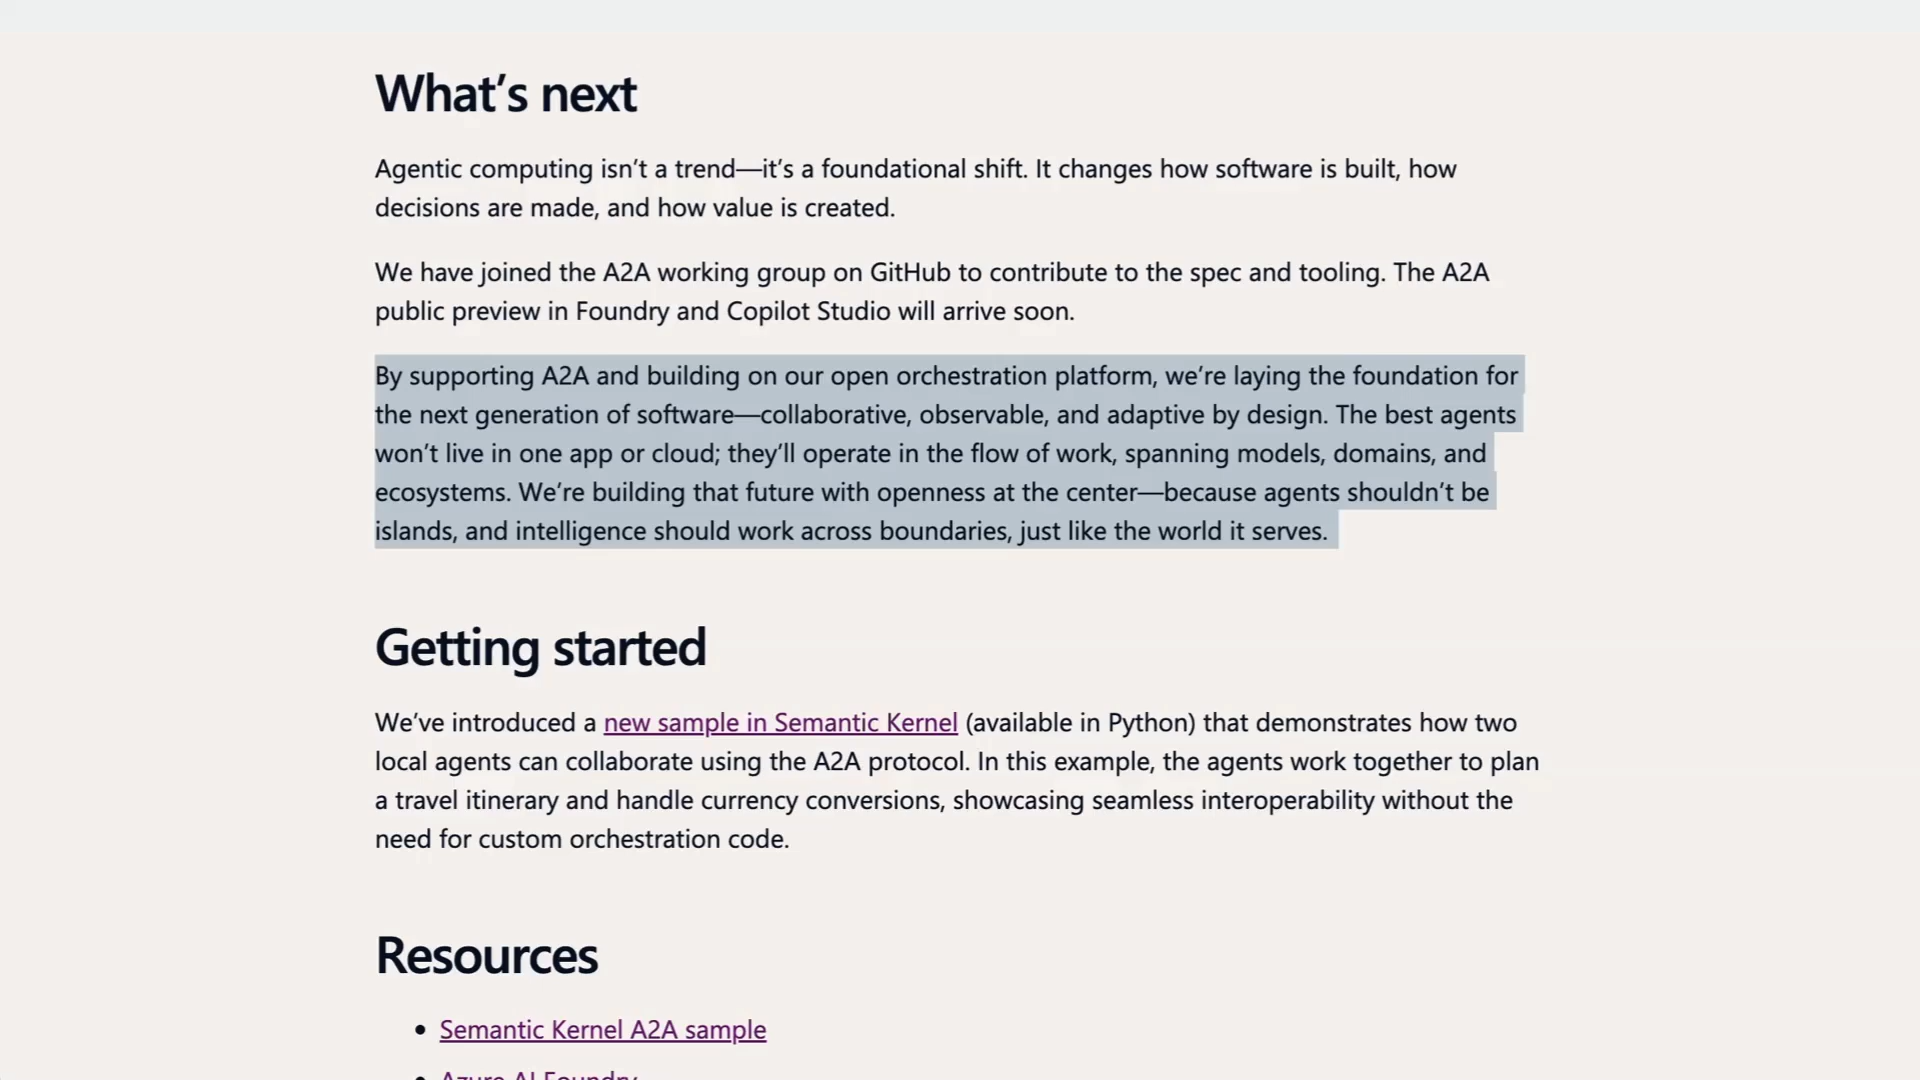 What’s next
Agentic computing isn’t a trend—it’s a foundational shift. It changes how software is built, how
decisions are made, and how value is created.
We have joined the A2A working group on GitHub to contribute to the spec and tooling. The A2A
public preview in Foundry and Copilot Studio will arrive soon.
By supporting A2A and building on our open orchestration platform, we’re laying the foundation for
the next generation of software—collaborative, observable, and adaptive by design. The best agents
won’t live in one app or cloud; they’ll operate in the flow of work, spanning models, domains, and
ecosystems. We’re building that future with openness at the center—because agents shouldn’t be
islands, and intelligence should work across boundaries, just like the world it serves.
Getting started
We’ve introduced a new sample in Semantic Kernel (available in Python) that demonstrates how two
local agents can collaborate using the A2A protocol. In this example, the agents work together to plan
a travel itinerary and handle currency conversions, showcasing seamless interoperability without the
need for custom orchestration code.
Resources
• Semantic Kernel A2A sample
• Azure AI Foundry